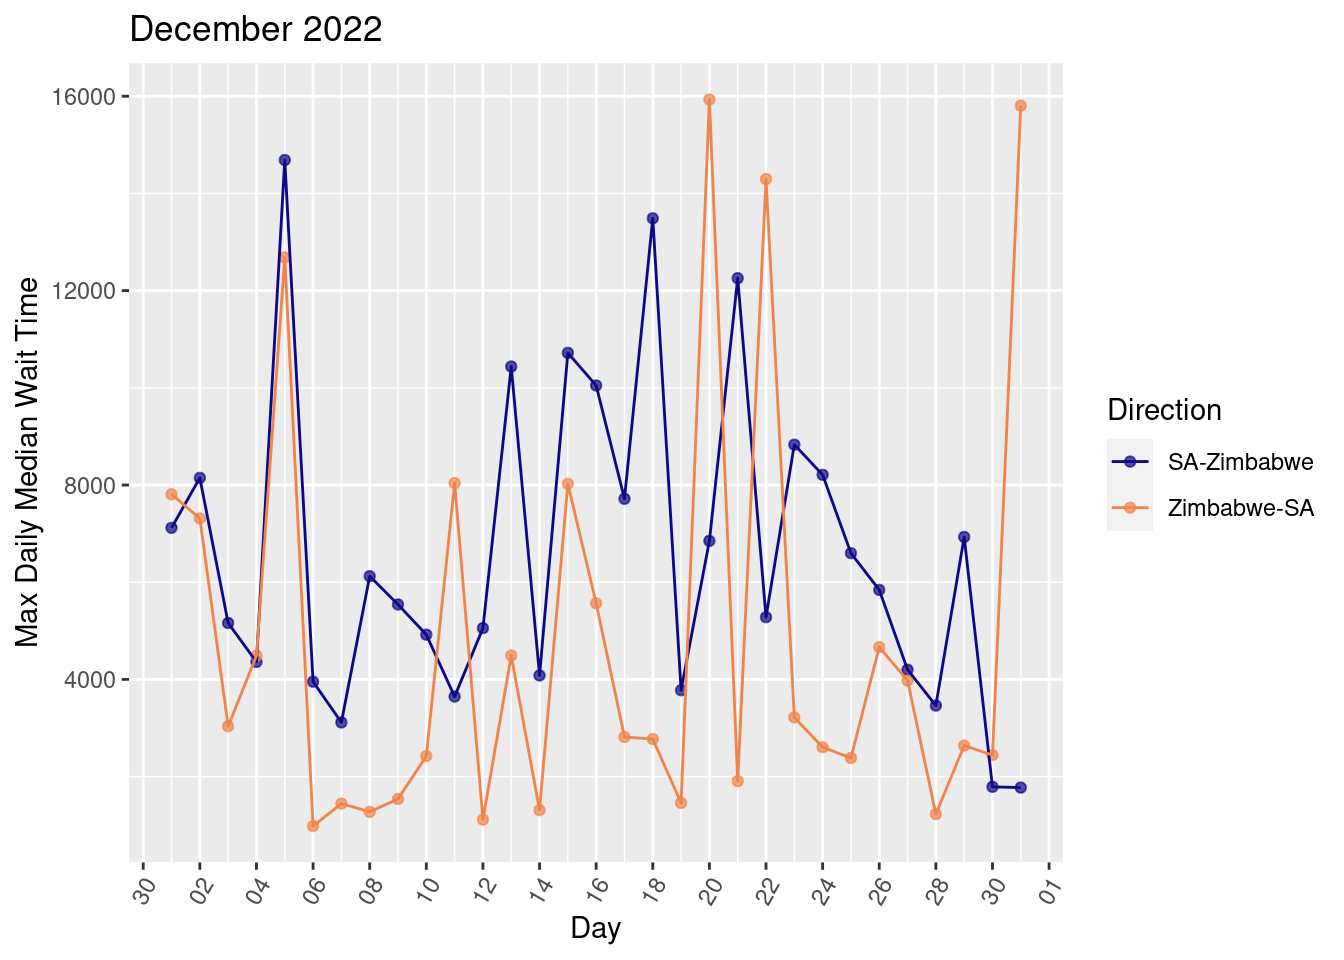 December 2022
Max Daily Median Wait Time
16000
12000
8000
4000
30 02 04 06 08 10 12 14 16 18 20 22 24 26 28 30 01
Day
Direction
SA-Zimbabwe
Zimbabwe-SA